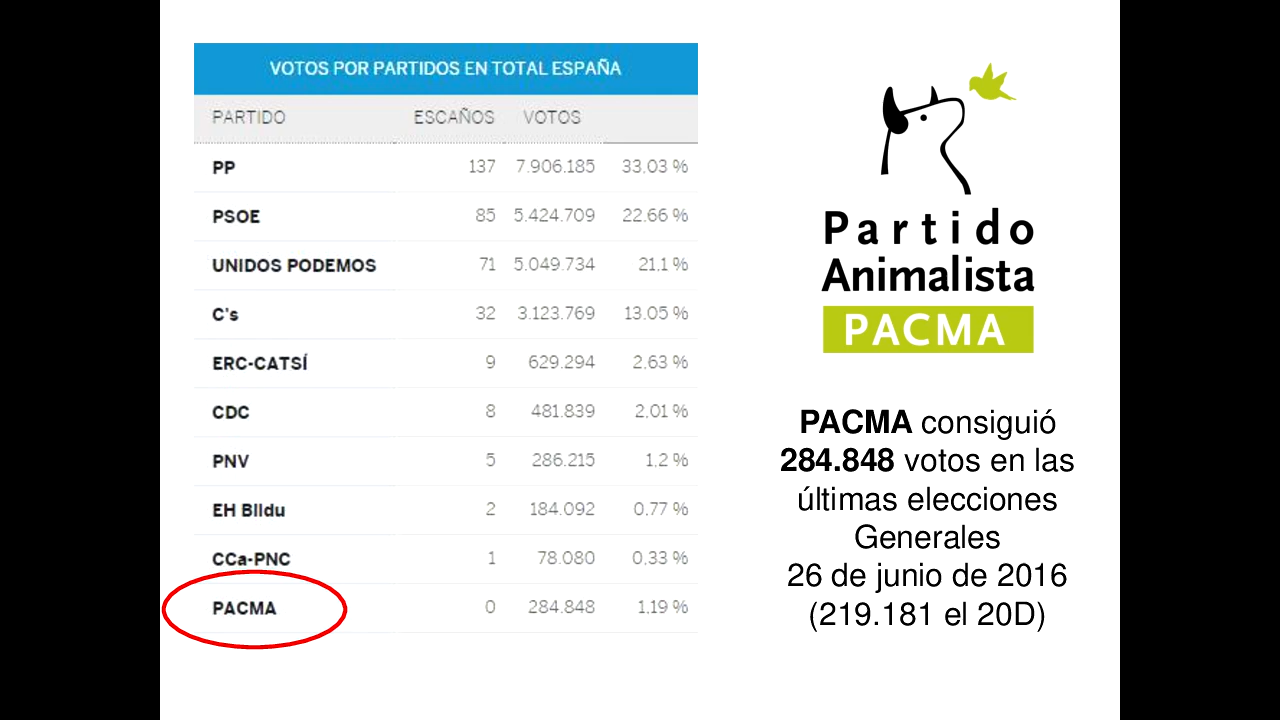 VOTOS POR PARTIDOS EN TOTAL ESPAÑA
PARTIDO ESCAÑOS VOTOS
PP 137 7.906.185 33,03 %
PSOE 85 5.424.709 22,66 %
UNIDOS PODEMOS 71 5.049.734 21,1 %
C's 32 3.123.769 13,05 %
ERC-CATSÍ 9 629.294 2,63 %
CDC 8 481.839 2,01 %
PNV 5 286.215 1,2 %
EH Bildu 2 184.092 0,77 %
CCa-PNC 1 78.080 0,33 %
PACMA 0 284.848 1,19 %
Partido
Animalista
PACMA
PACMA consiguió
284.848 votos en las
últimas elecciones
Generales
26 de junio de 2016
(219.181 el 20D)